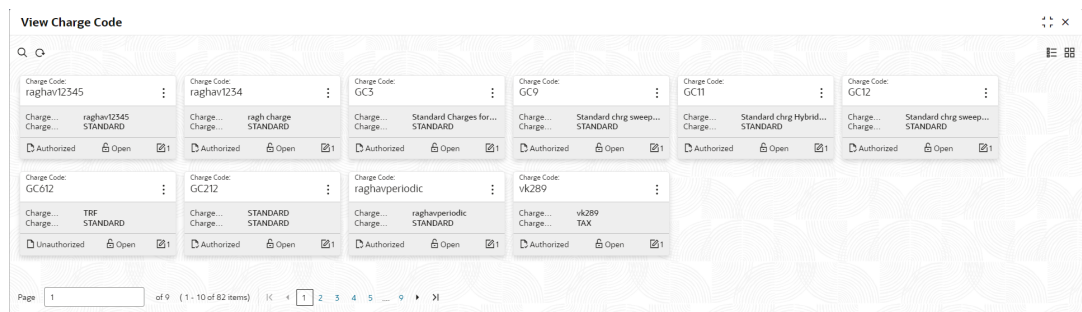 View Charge Code
Charge Code: Charge Code: Charge Code: Charge Code: Charge Code: Charge Code:
raghav12345 raghav1234 GC3 GC9 GC11 GC12
Charge... raghav12345 Charge... ragh charge Charge... Standard Charges for... Charge... Standard chrg sweep... Charge... Standard chrg Hybrid... Charge... Standard chrg sweep...
Charge... STANDARD Charge... STANDARD Charge... STANDARD Charge... STANDARD Charge... STANDARD Charge... STANDARD
Authorized Open 1 Authorized Open 1 Authorized Open 1 Authorized Open 1 Authorized Open 1 Authorized Open 1
Charge Code: Charge Code: Charge Code: Charge Code:
GC612 GC212 raghavperiodic vk289
Charge... TRF Charge... STANDARD Charge... raghavperiodic Charge... vk289
Charge... STANDARD Charge... STANDARD Charge... STANDARD Charge... TAX
Unauthorized Open 1 Authorized Open 1 Authorized Open 1 Authorized Open 1
Page 1 of 9 (1 - 10 of 82 items) 1 2 3 4 5 ... 9